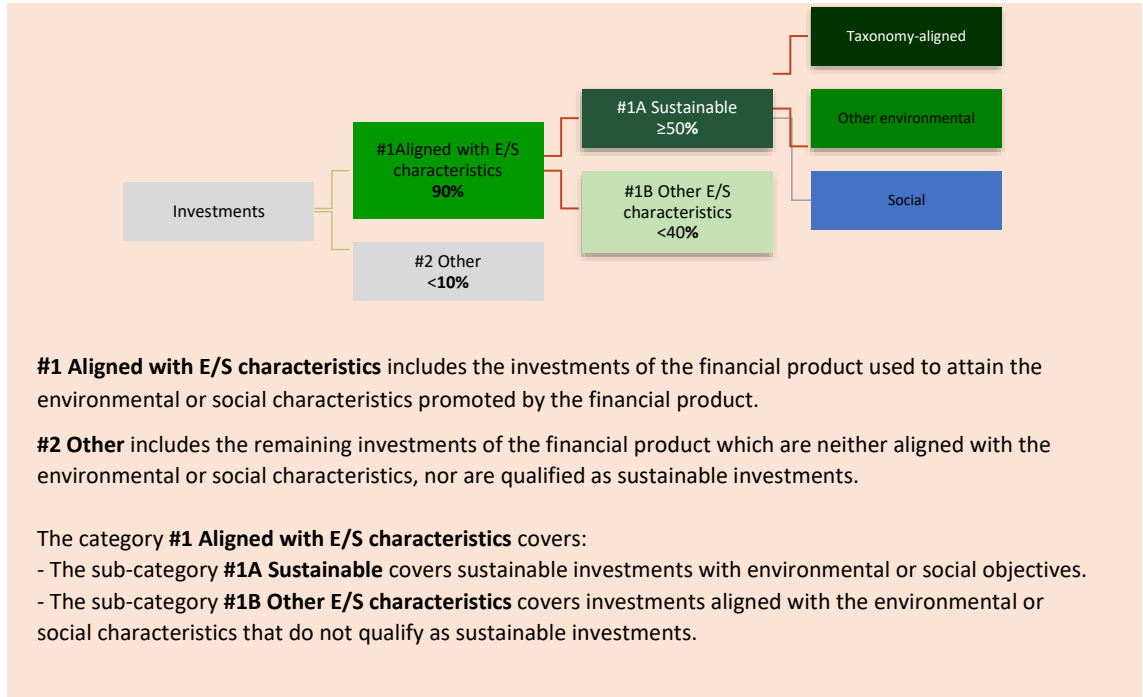 Taxonomy-aligned
#1A Sustainable
≥50%
Other environmental
#1Aligned with E/S
characteristics
90%
#1B Other E/S
characteristics
<40%
Social
Investments
#2 Other
<10%
#1 Aligned with E/S characteristics includes the investments of the financial product used to attain the
environmental or social characteristics promoted by the financial product.
#2 Other includes the remaining investments of the financial product which are neither aligned with the
environmental or social characteristics, nor are qualified as sustainable investments.
The category #1 Aligned with E/S characteristics covers:
- The sub-category #1A Sustainable covers sustainable investments with environmental or social objectives.
- The sub-category #1B Other E/S characteristics covers investments aligned with the environmental or
social characteristics that do not qualify as sustainable investments.